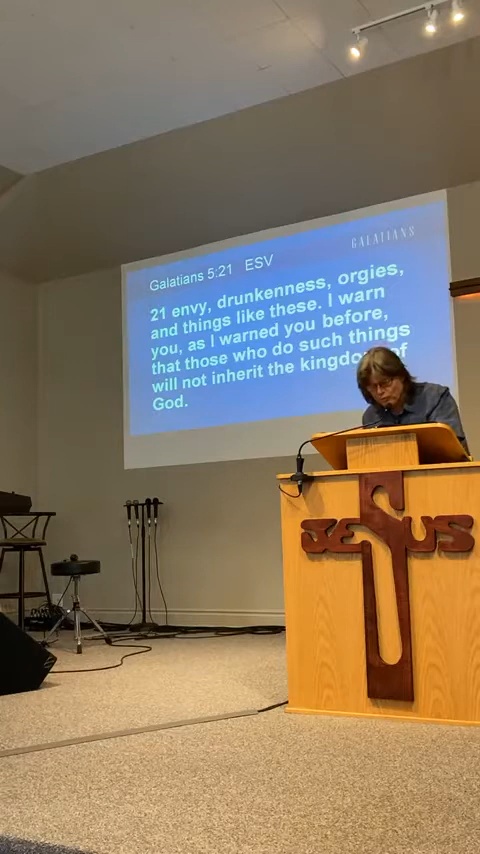 GALATIANS
Galatians 5:21 ESV
21 envy, drunkenness, orgies,
and things like these. I warn
you, as I warned you before,
that those who do such things
will not inherit the kingdom of
God.
JESUS